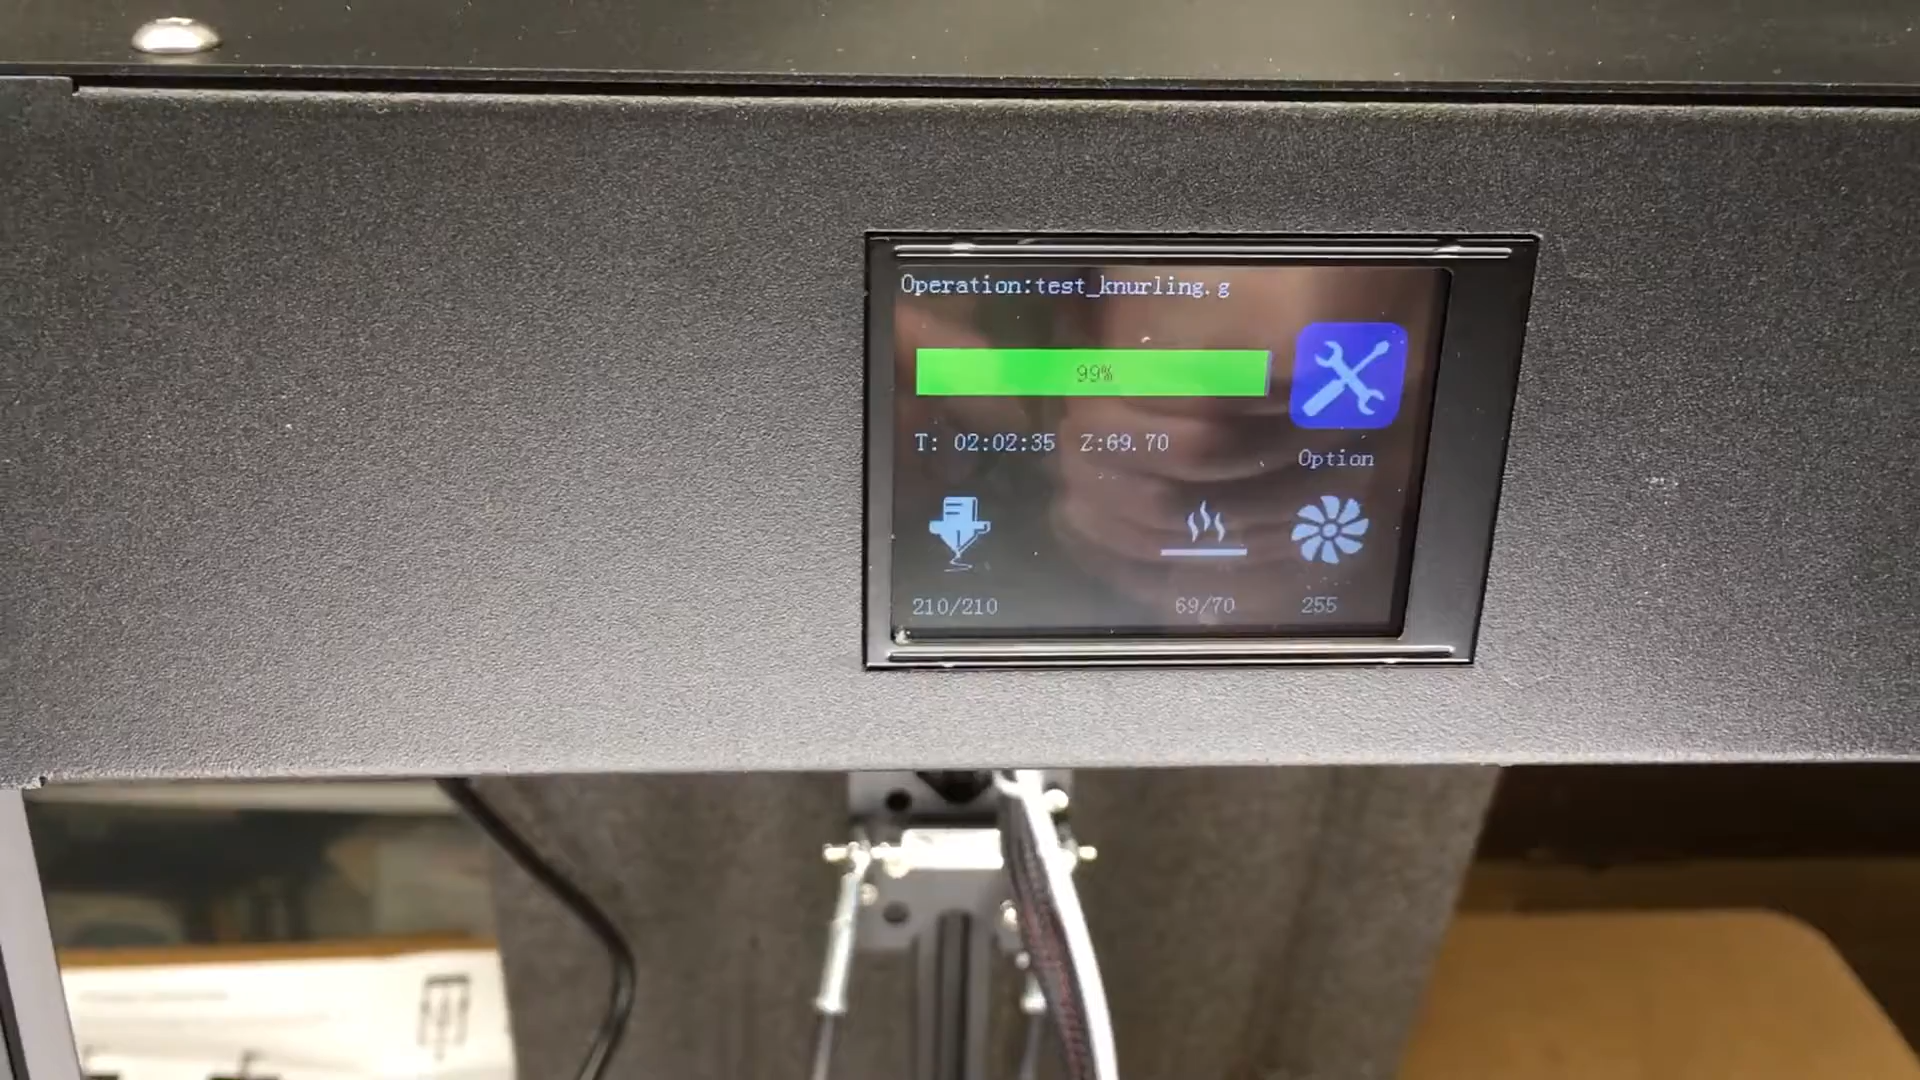 Operation:test_knurling.g
99%
T: 02:02:35 Z:69.70
Option
210/210
69/70
255